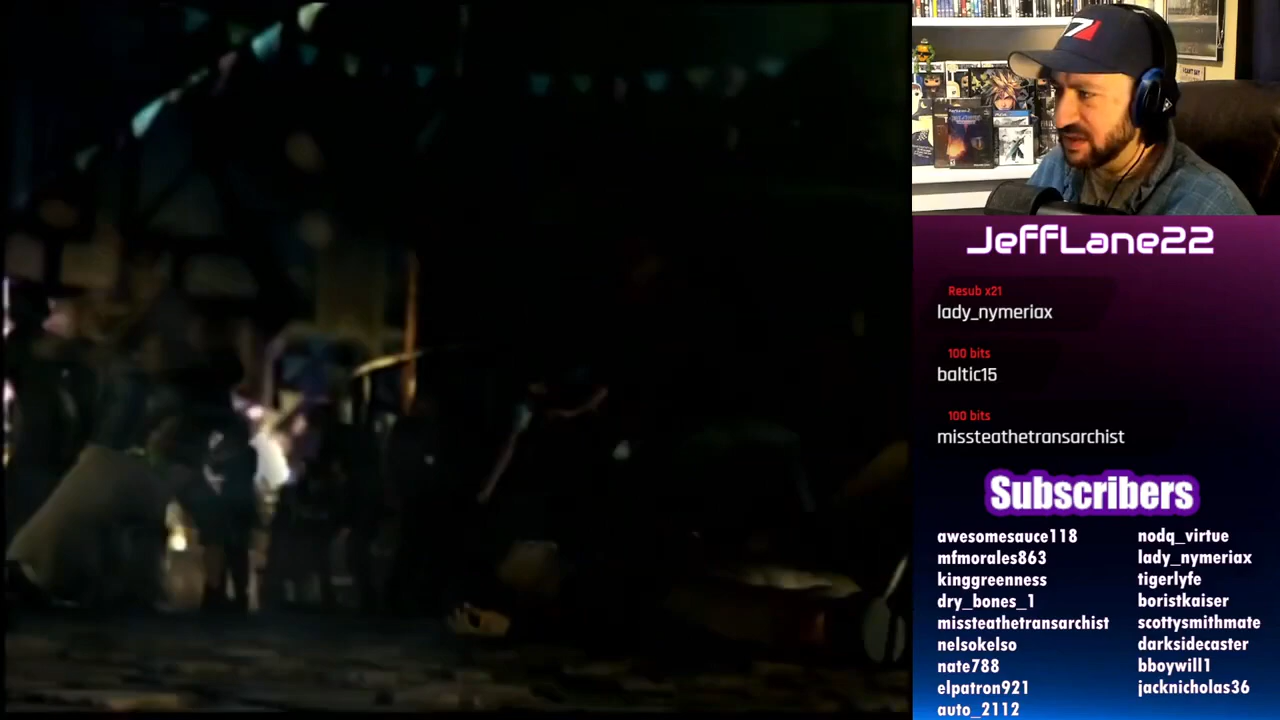 JeffLane22
Resub x21
lady_nymeriax
100 bits
baltic15
100 bits
missteathetransarchist
Subscribers
awesomesauce118
mfmorales863
kinggreenness
dry_bones_1
missteathetransarchist
nelsokelso
nate788
elpatron921
auto_2112
nodq_virtue
lady_nymeriax
tigerlyfe
boristkaiser
scottysmithmate
darksidecaster
bboywill1
jacknicholas36